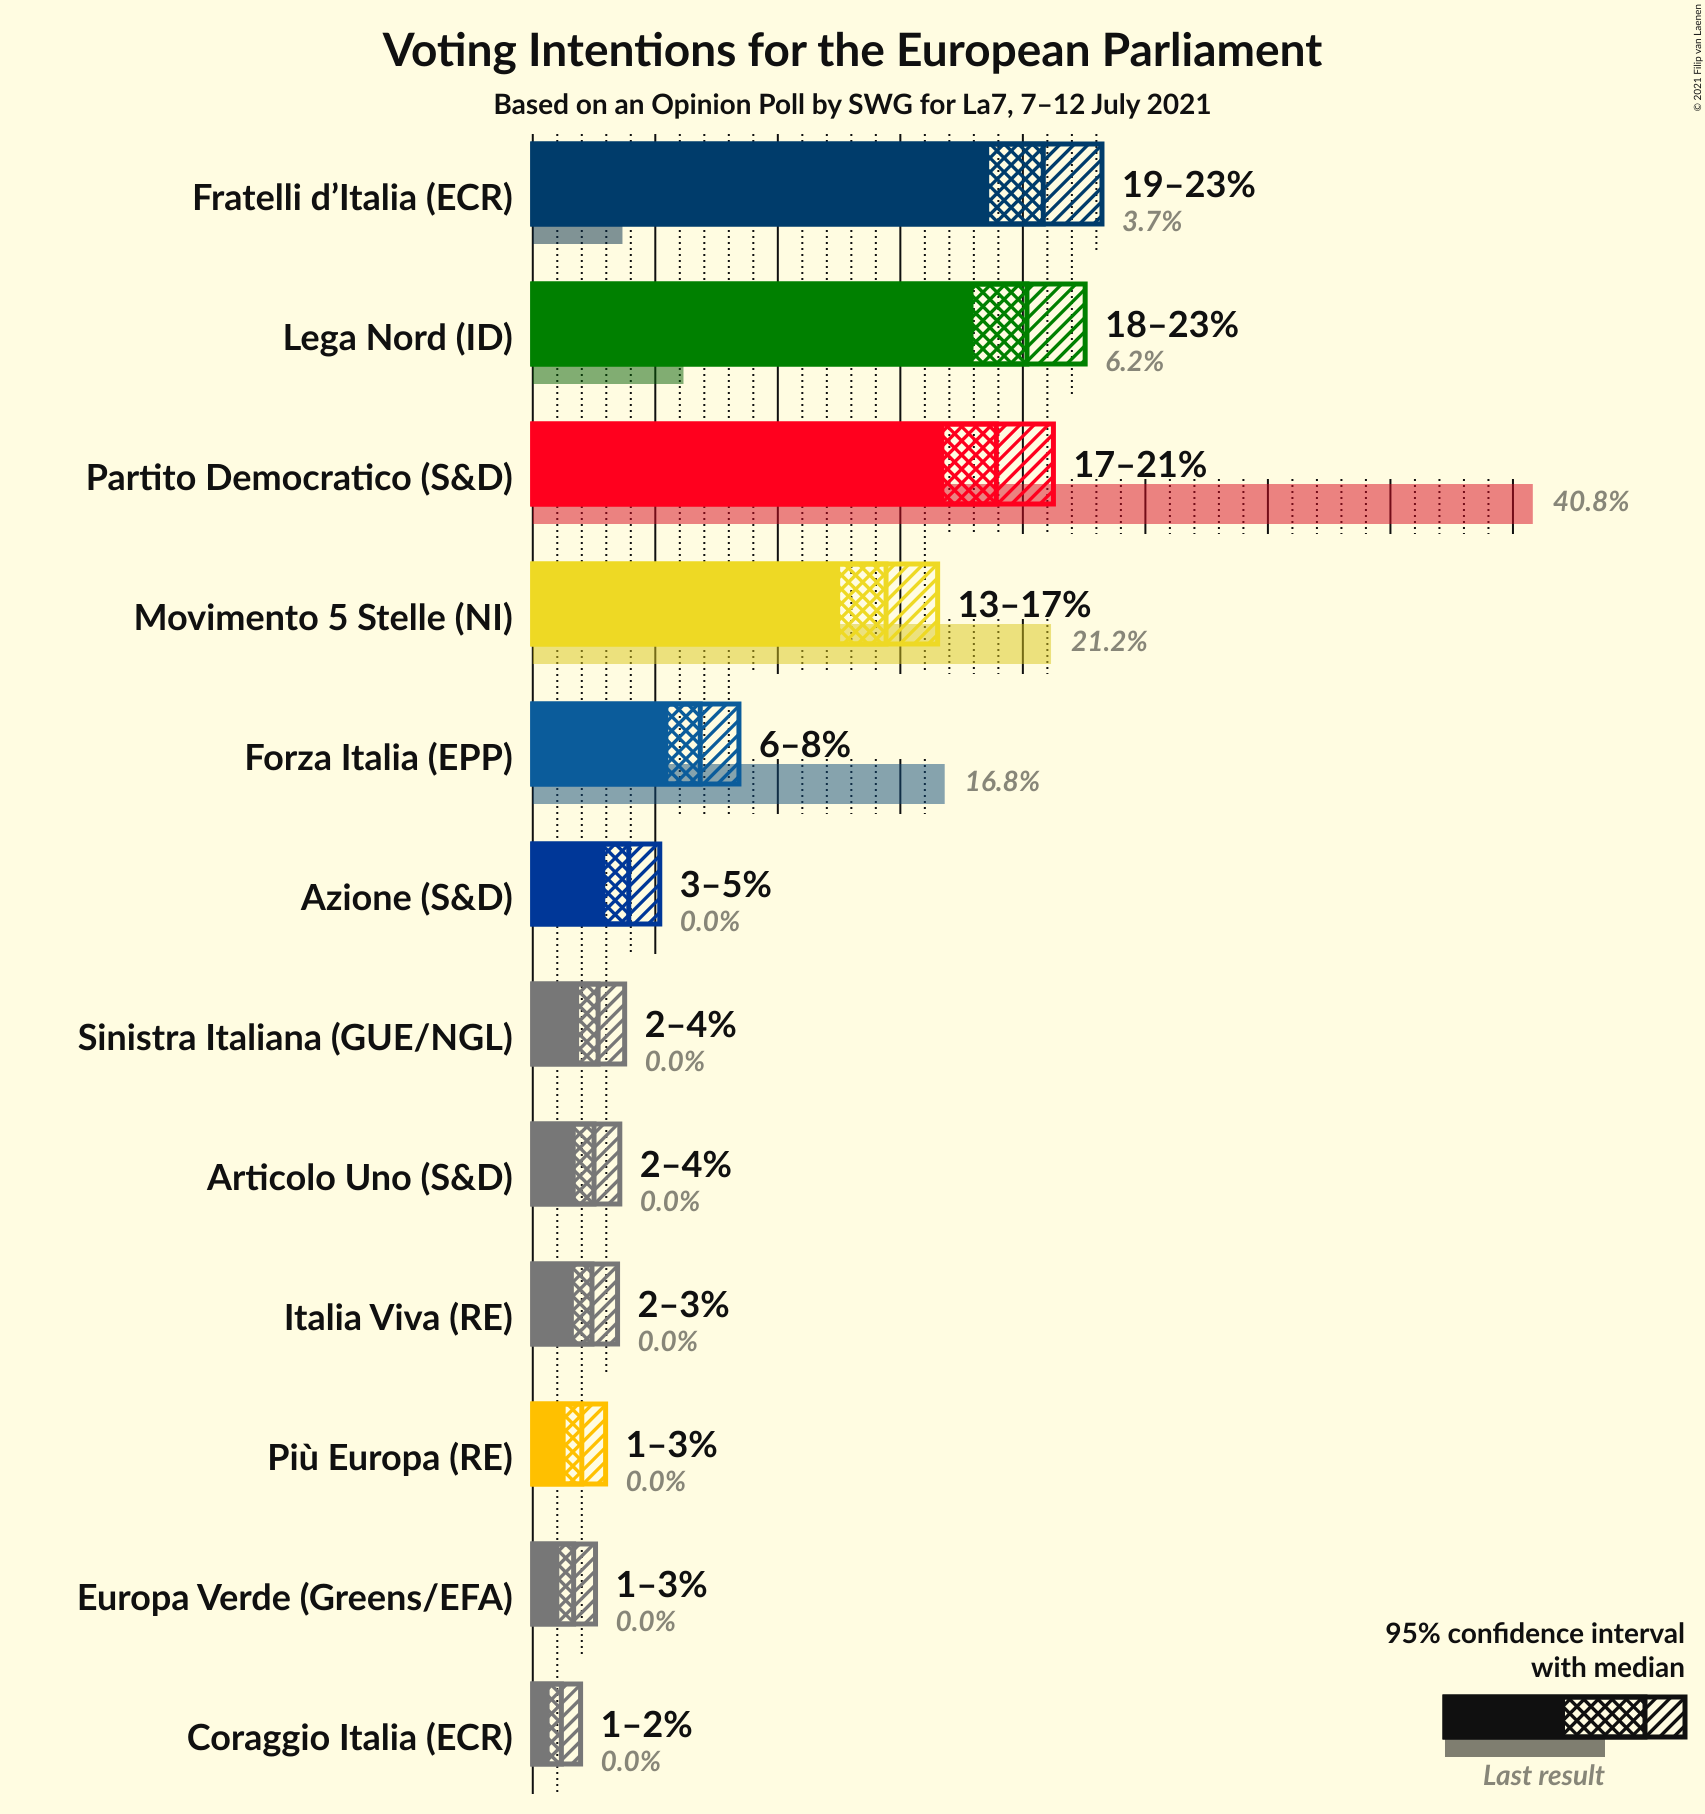 Voting Intentions for the European Parliament
Based on an Opinion Poll by SWG for La7, 7–12 July 2021
© 2021 Filip van Laenen
Fratelli d’Italia (ECR)
19–23%
3.7%
Lega Nord (ID)
18–23%
6.2%
Partito Democratico (S&D)
17–21%
40.8%
Movimento 5 Stelle (NI)
13–17%
21.2%
Forza Italia (EPP)
6–8%
16.8%
Azione (S&D)
3–5%
0.0%
Sinistra Italiana (GUE/NGL)
2–4%
0.0%
Articolo Uno (S&D)
2–4%
0.0%
Italia Viva (RE)
2–3%
0.0%
Più Europa (RE)
1–3%
0.0%
Europa Verde (Greens/EFA)
1–3%
0.0%
Coraggio Italia (ECR)
1–2%
0.0%
95% confidence interval
with median
Last result